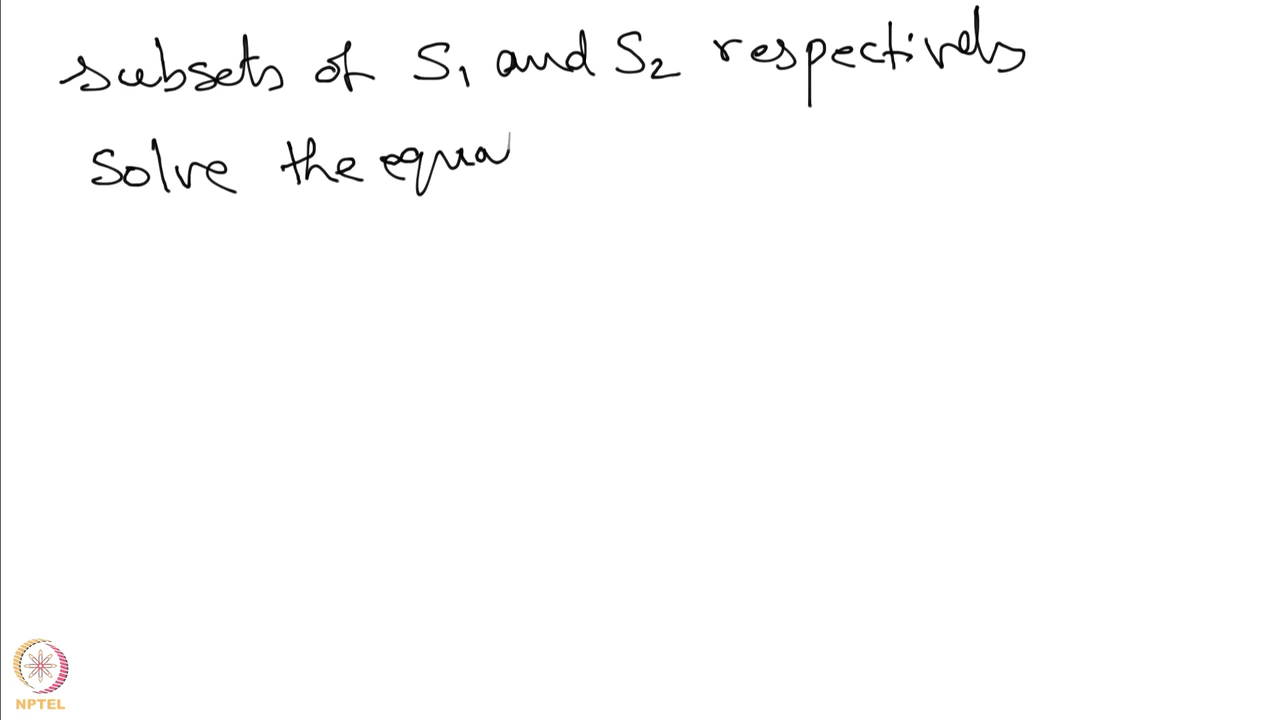 subsets of S₁ and S₂ respectively
Solve the equa
NPTEL